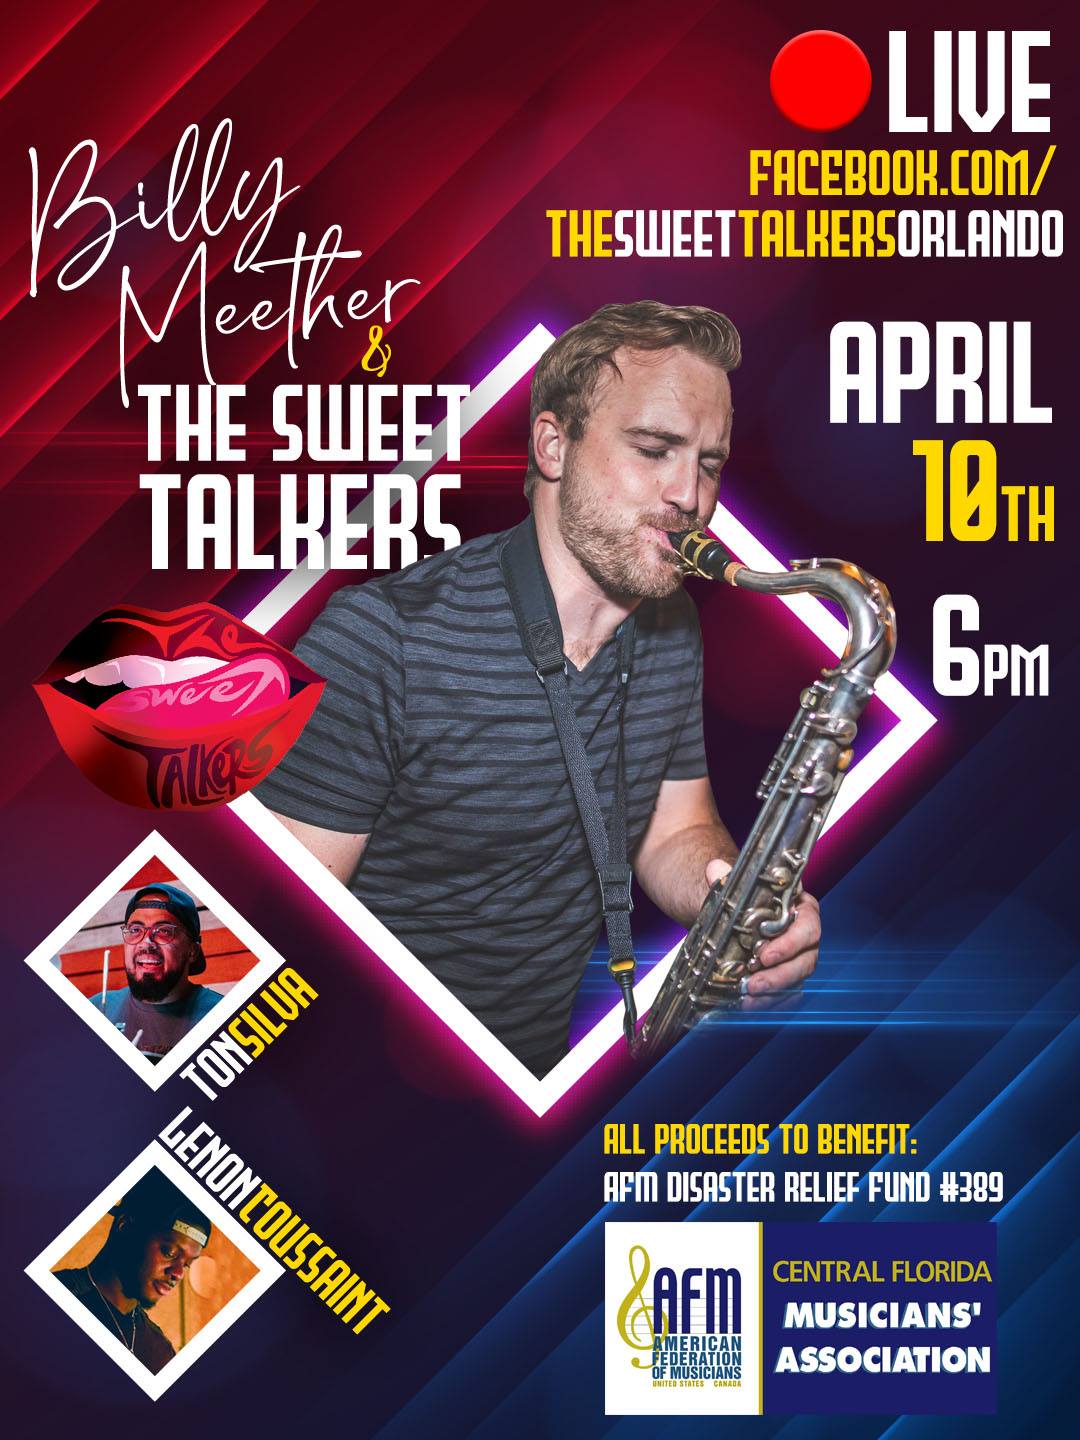 LIVE
FACEBOOK.COM/
THESWEETTALKERSORLANDO
Billy
Meether
&
THE SWEET
TALKERS
APRIL
10TH
6PM
The
Sweet
Talkers
TONSILVA
LENONCOUSSAINT
ALL PROCEEDS TO BENEFIT:
AFM DISASTER RELIEF FUND #389
AFM
AMERICAN
FEDERATION
OF MUSICIANS
UNITED STATES CANADA
CENTRAL FLORIDA
MUSICIANS'
ASSOCIATION